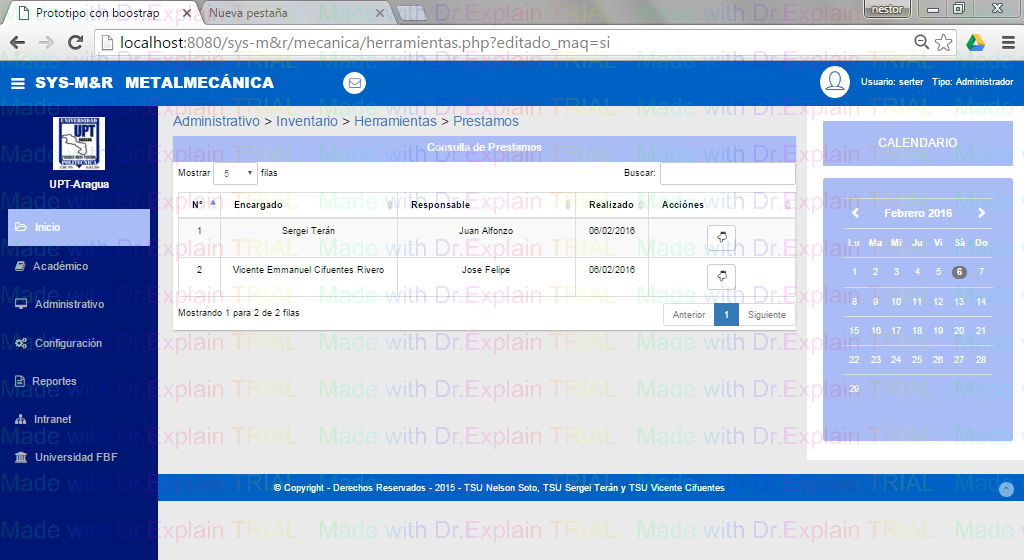 Prototipo con boostrap
Nueva pestaña
nestor
localhost:8080/sys-m&r/mecanica/herramientas.php?editado_maq=si
SYS-M&R METALMECÁNICA
Usuario: serter Tipo: Administrador
UNIVERSIDAD
UPT
POLITECNICA
UPT-Aragua
Inicio
Académico
Administrativo
Configuración
Reportes
Intranet
Universidad FBF
Administrativo > Inventario > Herramientas > Prestamos
Consulta de Prestamos
Mostrar 5 filas
Buscar:
N° Encargado Responsable Realizado Acciónes
1 Sergei Terán Juan Alfonzo 06/02/2016
2 Vicente Emmanuel Cifuentes Rivero Jose Felipe 06/02/2016
Mostrando 1 para 2 de 2 filas
Anterior 1 Siguiente
CALENDARIO
Febrero 2016
Lu Ma Mi Ju Vi Sá Do
1 2 3 4 5 6 7
8 9 10 11 12 13 14
15 16 17 18 19 20 21
22 23 24 25 26 27 28
29
© Copyright - Derechos Reservados - 2015 - TSU Nelson Soto, TSU Sergei Terán y TSU Vicente Cifuentes
Made with Dr.Explain TRIAL